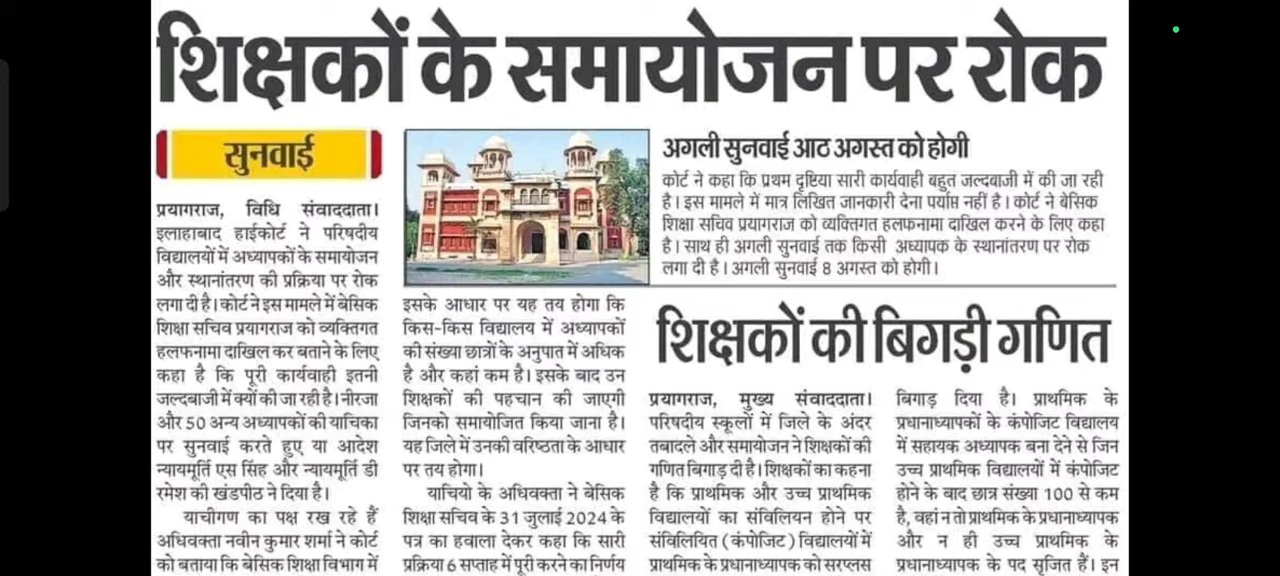 शिक्षकों के समायोजन पर रोक
सुनवाई
प्रयागराज, विधि संवाददाता।
इलाहाबाद हाईकोर्ट ने परिषदीय
विद्यालयों में अध्यापकों के समायोजन
और स्थानांतरण की प्रक्रिया पर रोक
लगा दी है। कोर्ट ने इस मामले में बेसिक
शिक्षा सचिव प्रयागराज को व्यक्तिगत
हलफनामा दाखिल कर बताने के लिए
कहा है कि पूरी कार्यवाही इतनी
जल्दबाजी में क्यों की जा रही है। नीरजा
और 50 अन्य अध्यापकों की याचिका
पर सुनवाई करते हुए या आदेश
न्यायमूर्ति एस सिंह और न्यायमूर्ति डी
रमेश की खंडपीठ ने दिया है।
याचीगण का पक्ष रख रहे हैं
अधिवक्ता नवीन कुमार शर्मा ने कोर्ट
को बताया कि बेसिक शिक्षा विभाग में
इसके आधार पर यह तय होगा कि
किस-किस विद्यालय में अध्यापकों
की संख्या छात्रों के अनुपात में अधिक
है और कहां कम है। इसके बाद उन
शिक्षकों की पहचान की जाएगी
जिनको समायोजित किया जाना है।
यह जिले में उनकी वरिष्ठता के आधार
पर तय होगा।
याचियो के अधिवक्ता ने बेसिक
शिक्षा सचिव के 31 जुलाई 2024 के
पत्र का हवाला देकर कहा कि सारी
प्रक्रिया 6 सप्ताह में पूरी करने का निर्णय
अगली सुनवाई आठ अगस्त को होगी
कोर्ट ने कहा कि प्रथम दृष्टिया सारी कार्यवाही बहुत जल्दबाजी में की जा रही
है। इस मामले में मात्र लिखित जानकारी देना पर्याप्त नहीं है। कोर्ट ने बेसिक
शिक्षा सचिव प्रयागराज को व्यक्तिगत हलफनामा दाखिल करने के लिए कहा
है। साथ ही अगली सुनवाई तक किसी अध्यापक के स्थानांतरण पर रोक
लगा दी है। अगली सुनवाई 8 अगस्त को होगी।
शिक्षकों की बिगड़ी गणित
प्रयागराज, मुख्य संवाददाता।
परिषदीय स्कूलों में जिले के अंदर
तबादले और समायोजन ने शिक्षकों की
गणित बिगाड़ दी है। शिक्षकों का कहना
है कि प्राथमिक और उच्च प्राथमिक
विद्यालयों का संविलियन होने पर
संविलियित (कंपोजिट) विद्यालयों में
प्राथमिक के प्रधानाध्यापक को सरप्लस
बिगाड़ दिया है। प्राथमिक के
प्रधानाध्यापकों के कंपोजिट विद्यालय
में सहायक अध्यापक बना देने से जिन
उच्च प्राथमिक विद्यालयों में कंपोजिट
होने के बाद छात्र संख्या 100 से कम
है, वहां न तो प्राथमिक के प्रधानाध्यापक
और न ही उच्च प्राथमिक के
प्रधानाध्यापक के पद सृजित हैं। इन